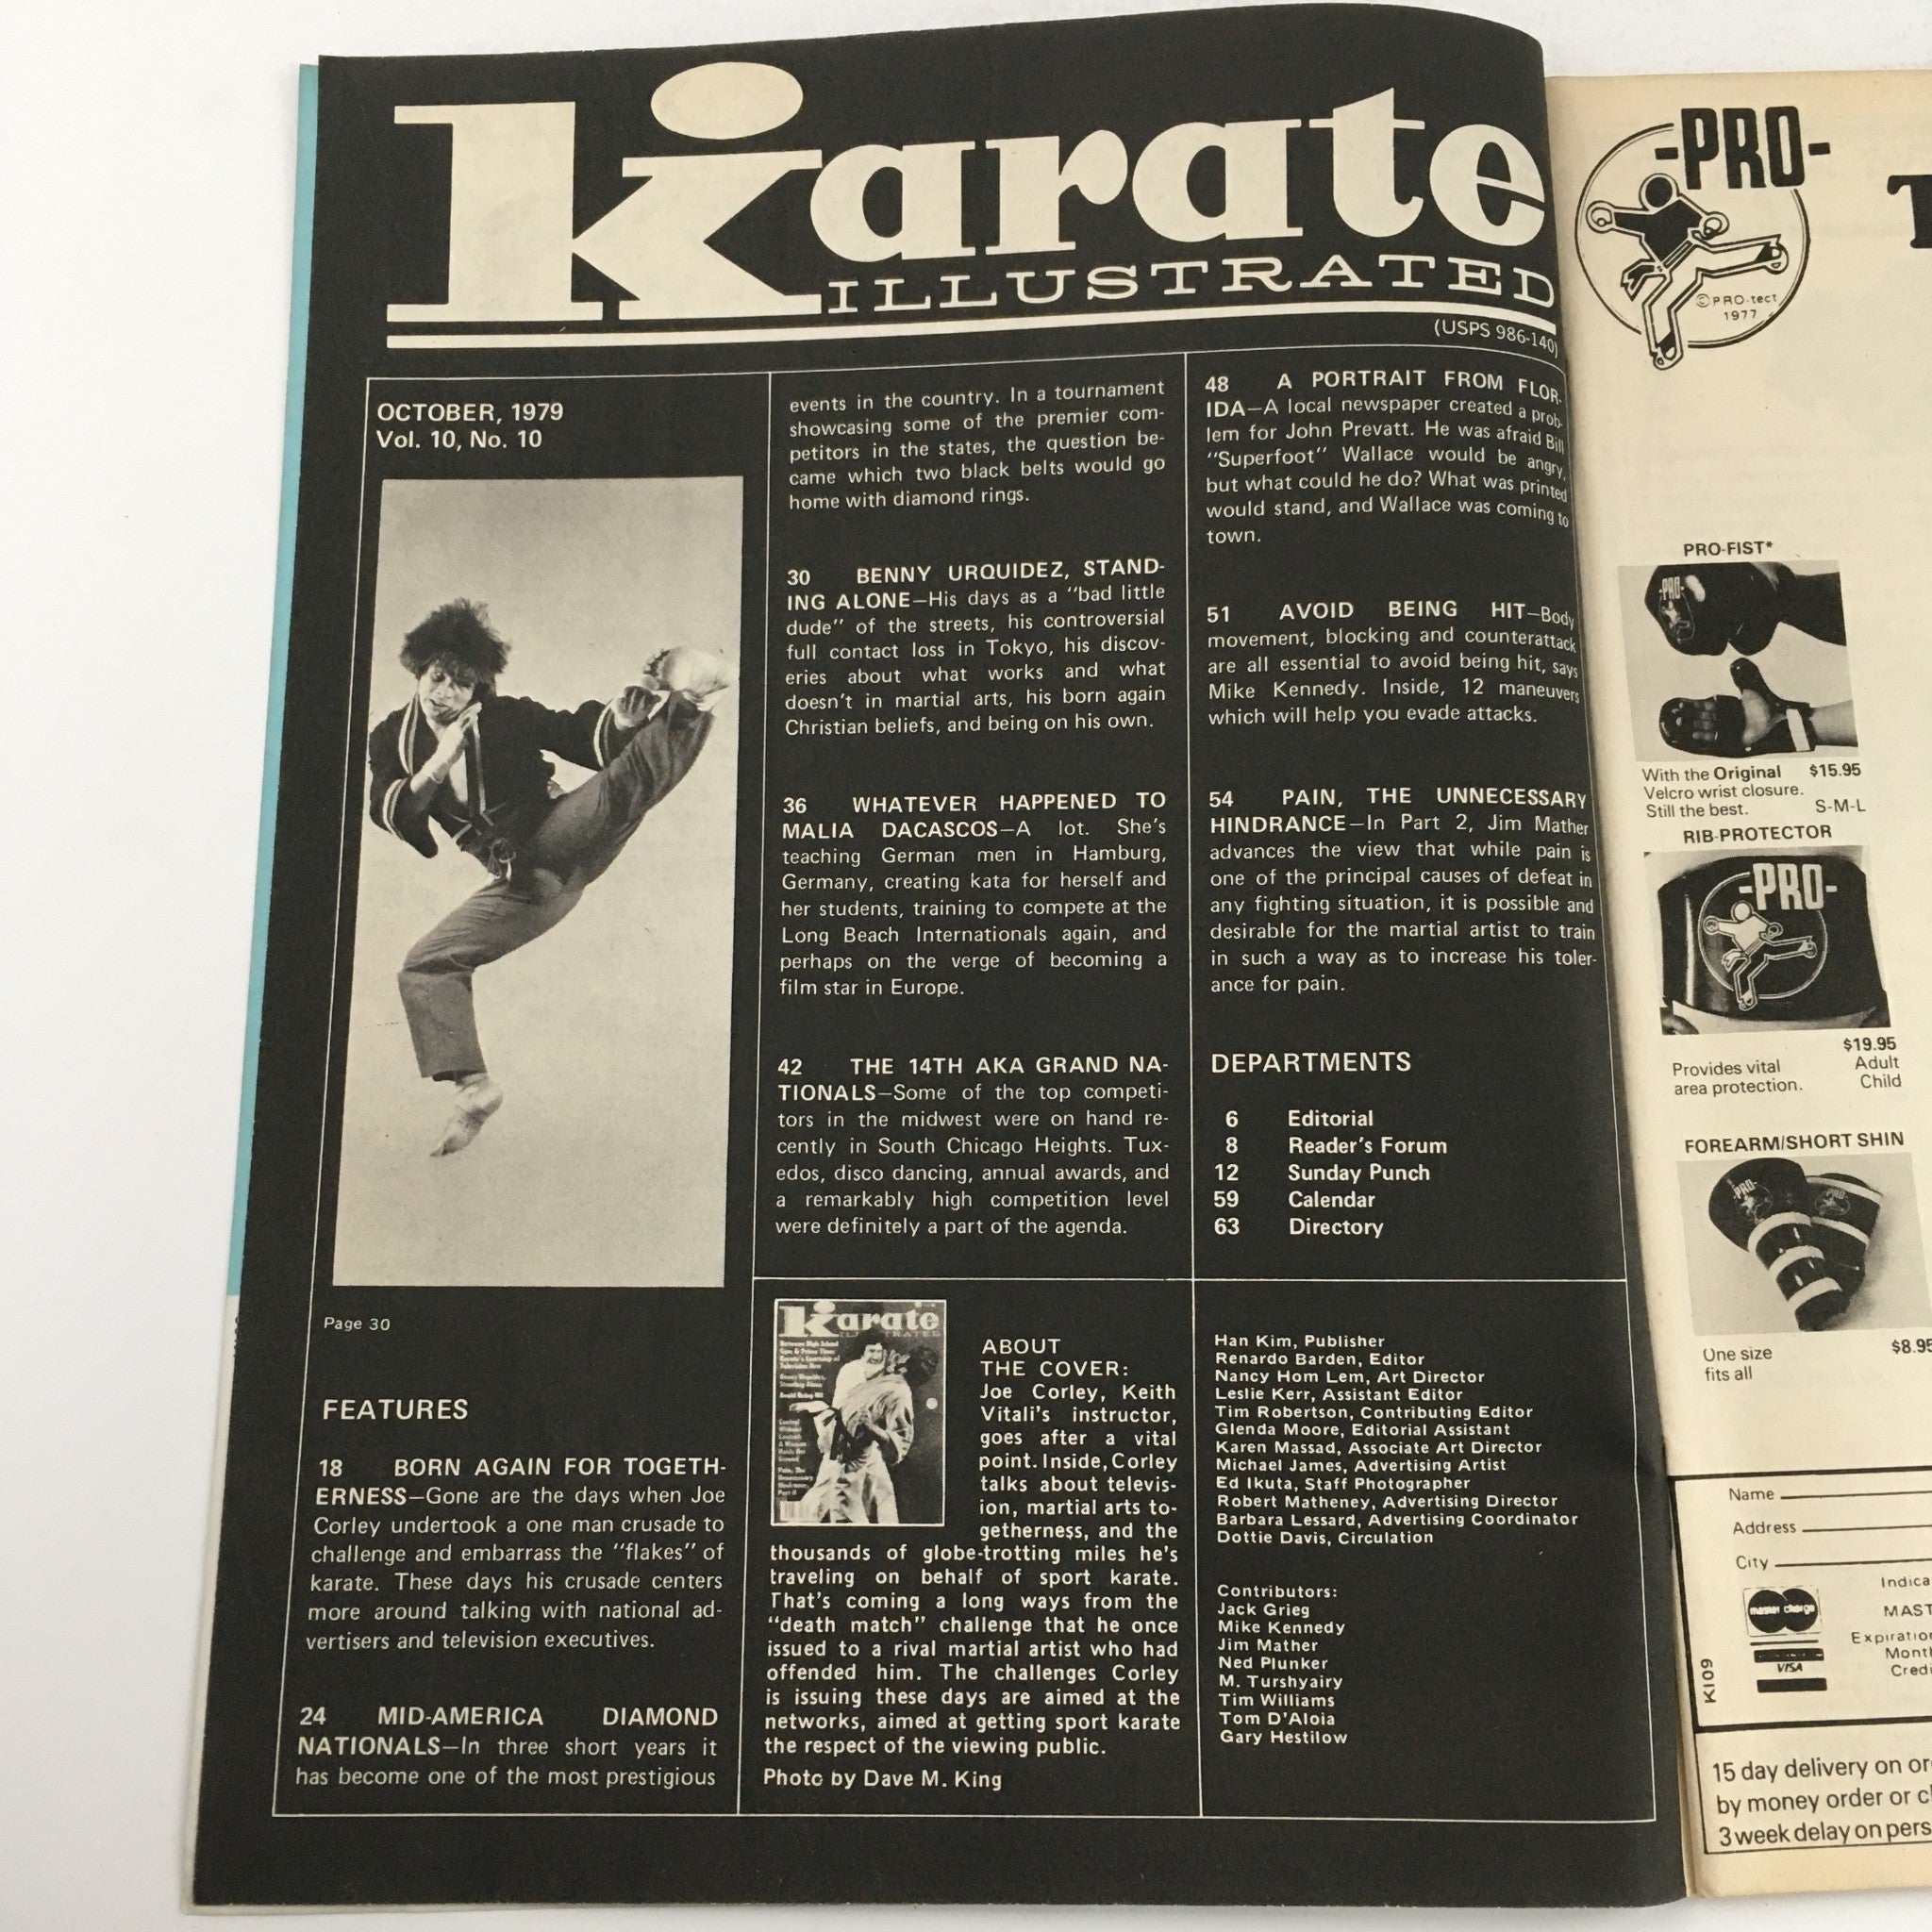 karate
ILLUSTRATED
(USPS 986-140)
OCTOBER, 1979
Vol. 10, No. 10
Page 30
FEATURES
18 BORN AGAIN FOR TOGETH-
ERNESS—Gone are the days when Joe
Corley undertook a one man crusade to
challenge and embarrass the "flakes" of
karate. These days his crusade centers
more around talking with national ad-
vertisers and television executives.
24 MID-AMERICA DIAMOND
NATIONALS—In three short years it
has become one of the most prestigious
events in the country. In a tournament
showcasing some of the premier com-
petitors in the states, the question be-
came which two black belts would go
home with diamond rings.
30 BENNY URQUIDEZ, STAND-
ING ALONE—His days as a "bad little
dude" of the streets, his controversial
full contact loss in Tokyo, his discov-
eries about what works and what
doesn't in martial arts, his born again
Christian beliefs, and being on his own.
36 WHATEVER HAPPENED TO
MALIA DACASCOS—A lot. She's
teaching German men in Hamburg,
Germany, creating kata for herself and
her students, training to compete at the
Long Beach Internationals again, and
perhaps on the verge of becoming a
film star in Europe.
42 THE 14TH AKA GRAND NA-
TIONALS—Some of the top competi-
tors in the midwest were on hand re-
cently in South Chicago Heights. Tux-
edos, disco dancing, annual awards, and
a remarkably high competition level
were definitely a part of the agenda.
48 A PORTRAIT FROM FLOR-
IDA—A local newspaper created a prob-
lem for John Prevatt. He was afraid Bill
"Superfoot" Wallace would be angry,
but what could he do? What was printed
would stand, and Wallace was coming to
town.
51 AVOID BEING HIT—Body
movement, blocking and counterattack
are all essential to avoid being hit, says
Mike Kennedy. Inside, 12 maneuvers
which will help you evade attacks.
54 PAIN, THE UNNECESSARY
HINDRANCE—In Part 2, Jim Mather
advances the view that while pain is
one of the principal causes of defeat in
any fighting situation, it is possible and
desirable for the martial artist to train
in such a way as to increase his toler-
ance for pain.
DEPARTMENTS
6 Editorial
8 Reader's Forum
12 Sunday Punch
59 Calendar
63 Directory
karate
ILLUSTRATED
ABOUT
THE COVER:
Joe Corley, Keith
Vitali's instructor,
goes after a vital
point. Inside, Corley
talks about televis-
ion, martial arts to-
getherness, and the
thousands of globe-trotting miles he's
traveling on behalf of sport karate.
That's coming a long ways from the
"death match" challenge that he once
issued to a rival martial artist who had
offended him. The challenges Corley
is issuing these days are aimed at the
networks, aimed at getting sport karate
the respect of the viewing public.
Photo by Dave M. King
Han Kim, Publisher
Renardo Barden, Editor
Nancy Hom Lem, Art Director
Leslie Kerr, Assistant Editor
Tim Robertson, Contributing Editor
Glenda Moore, Editorial Assistant
Karen Massad, Associate Art Director
Michael James, Advertising Artist
Ed Ikuta, Staff Photographer
Robert Matheney, Advertising Director
Barbara Lessard, Advertising Coordinator
Dottie Davis, Circulation
Contributors:
Jack Grieg
Mike Kennedy
Jim Mather
Ned Plunker
M. Turshyairy
Tim Williams
Tom D'Aloia
Gary Hestilow
-PRO-
©PRO-tect
1977
T
PRO-FIST*
-PRO-
With the Original $15.95
Velcro wrist closure.
Still the best. S-M-L
RIB-PROTECTOR
-PRO-
$19.95
Provides vital Adult
area protection. Child
FOREARM/SHORT SHIN
-PRO-
-PRO-
One size $8.95
fits all
Name
Address
City
Indica
master charge
MAST
Expiration
Mont
VISA
Credi
K109
15 day delivery on or
by money order or c
3 week delay on pers